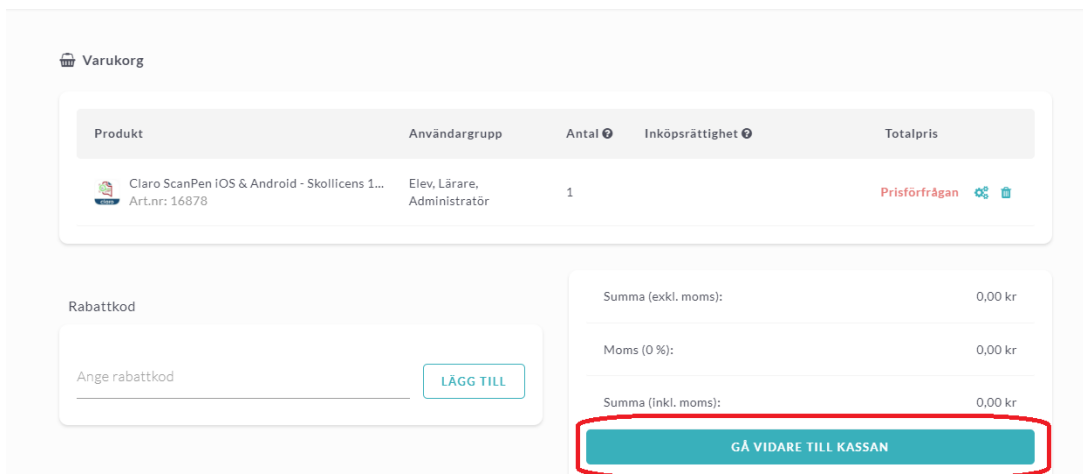 Varukorg
Produkt Användargrupp Antal Inköpsrättighet Totalpris
Claro ScanPen iOS & Android - Skollicens 1... Elev, Lärare,
Art.nr: 16878 Administratör 1 Prisförfrågan
Rabattkod
Ange rabattkod LÄGG TILL
Summa (exkl. moms): 0,00 kr
Moms (0 %): 0,00 kr
Summa (inkl. moms): 0,00 kr
GÅ VIDARE TILL KASSAN